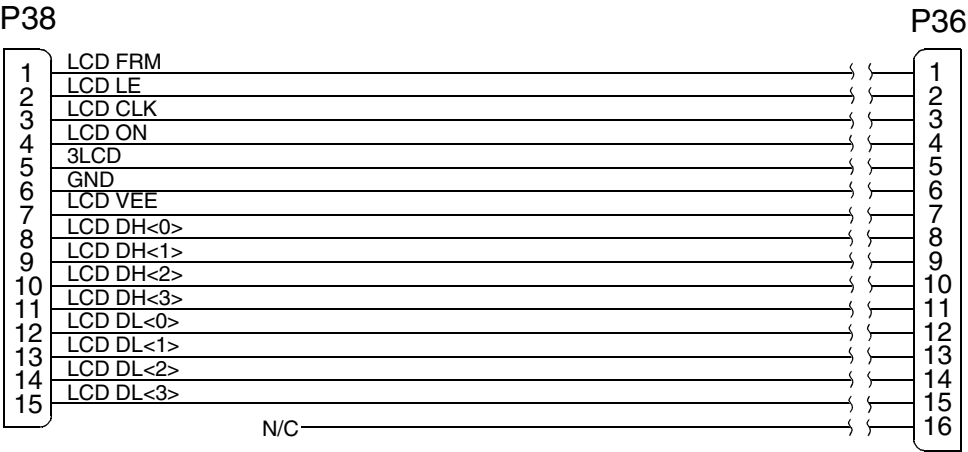 P38 P36
LCD FRM
1 1
LCD LE
2 2
LCD CLK
3 3
LCD ON
4 4
3LCD
5 5
GND
6 6
LCD VEE
7 7
LCD DH<0>
8 8
LCD DH<1>
9 9
LCD DH<2>
10 10
LCD DH<3>
11 11
LCD DL<0>
12 12
LCD DL<1>
13 13
LCD DL<2>
14 14
LCD DL<3>
15 15
N/C 16